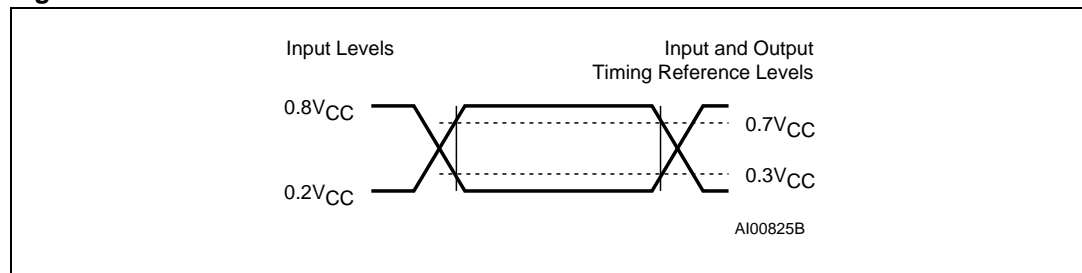 Input Levels
Input and Output
Timing Reference Levels
0.8VCC
0.7VCC
0.3VCC
0.2VCC
AI00825B